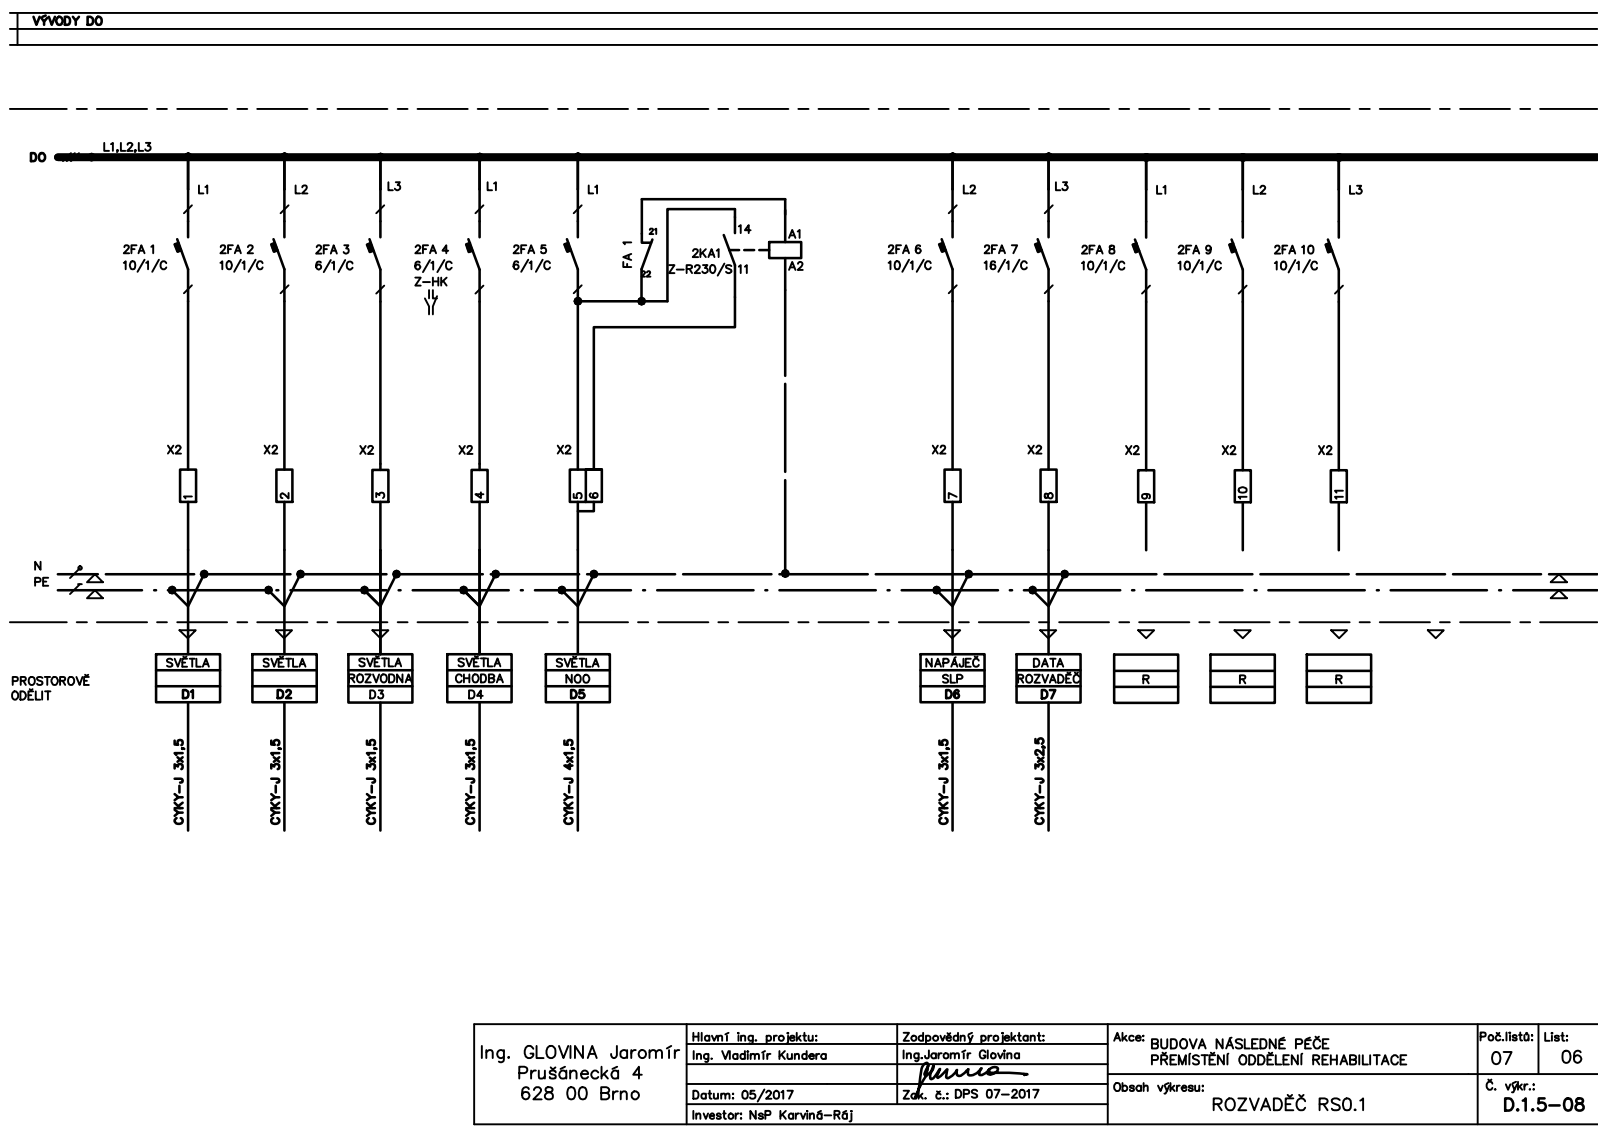 VÝVODY DO
L1,L2,L3
DO
L1 L2 L3 L1 L1 L2 L3 L1 L2 L3
2FA 1
10/1/C
2FA 2
10/1/C
2FA 3
6/1/C
2FA 4
6/1/C
Z-HK
2FA 5
6/1/C
FA 1
21
22
2KA1
Z-R230/S
14
11
A1
A2
2FA 6
10/1/C
2FA 7
16/1/C
2FA 8
10/1/C
2FA 9
10/1/C
2FA 10
10/1/C
X2 X2 X2 X2 X2 X2 X2 X2 X2 X2
1 2 3 4 5 6 7 8 9 10 11
N
PE
PROSTOROVĚ
ODĚLIT
SVĚTLA
D1
SVĚTLA
D2
SVĚTLA
ROZVODNA
D3
SVĚTLA
CHODBA
D4
SVĚTLA
NOO
D5
NAPÁJEČ
SLP
D6
DATA
ROZVADĚČ
D7
R
R
R
CYKY-J 3x1,5
CYKY-J 3x1,5
CYKY-J 3x1,5
CYKY-J 4x1,5
CYKY-J 3x1,5
CYKY-J 3x2,5
Ing. GLOVINA Jaromír
Prušánecká 4
628 00 Brno
Hlavní ing. projektu:
Ing. Vladimír Kundera
Datum: 05/2017
Investor: NsP Karviná-Ráj
Zodpovědný projektant:
Ing.Jaromír Glovina
Zak. č.: DPS 07-2017
Akce: BUDOVA NÁSLEDNÉ PÉČE
PŘEMÍSTĚNÍ ODDĚLENÍ REHABILITACE
Obsah výkresu:
ROZVADĚČ RS0.1
Poč.listů:
07
List:
06
Č. výkr.:
D.1.5-08